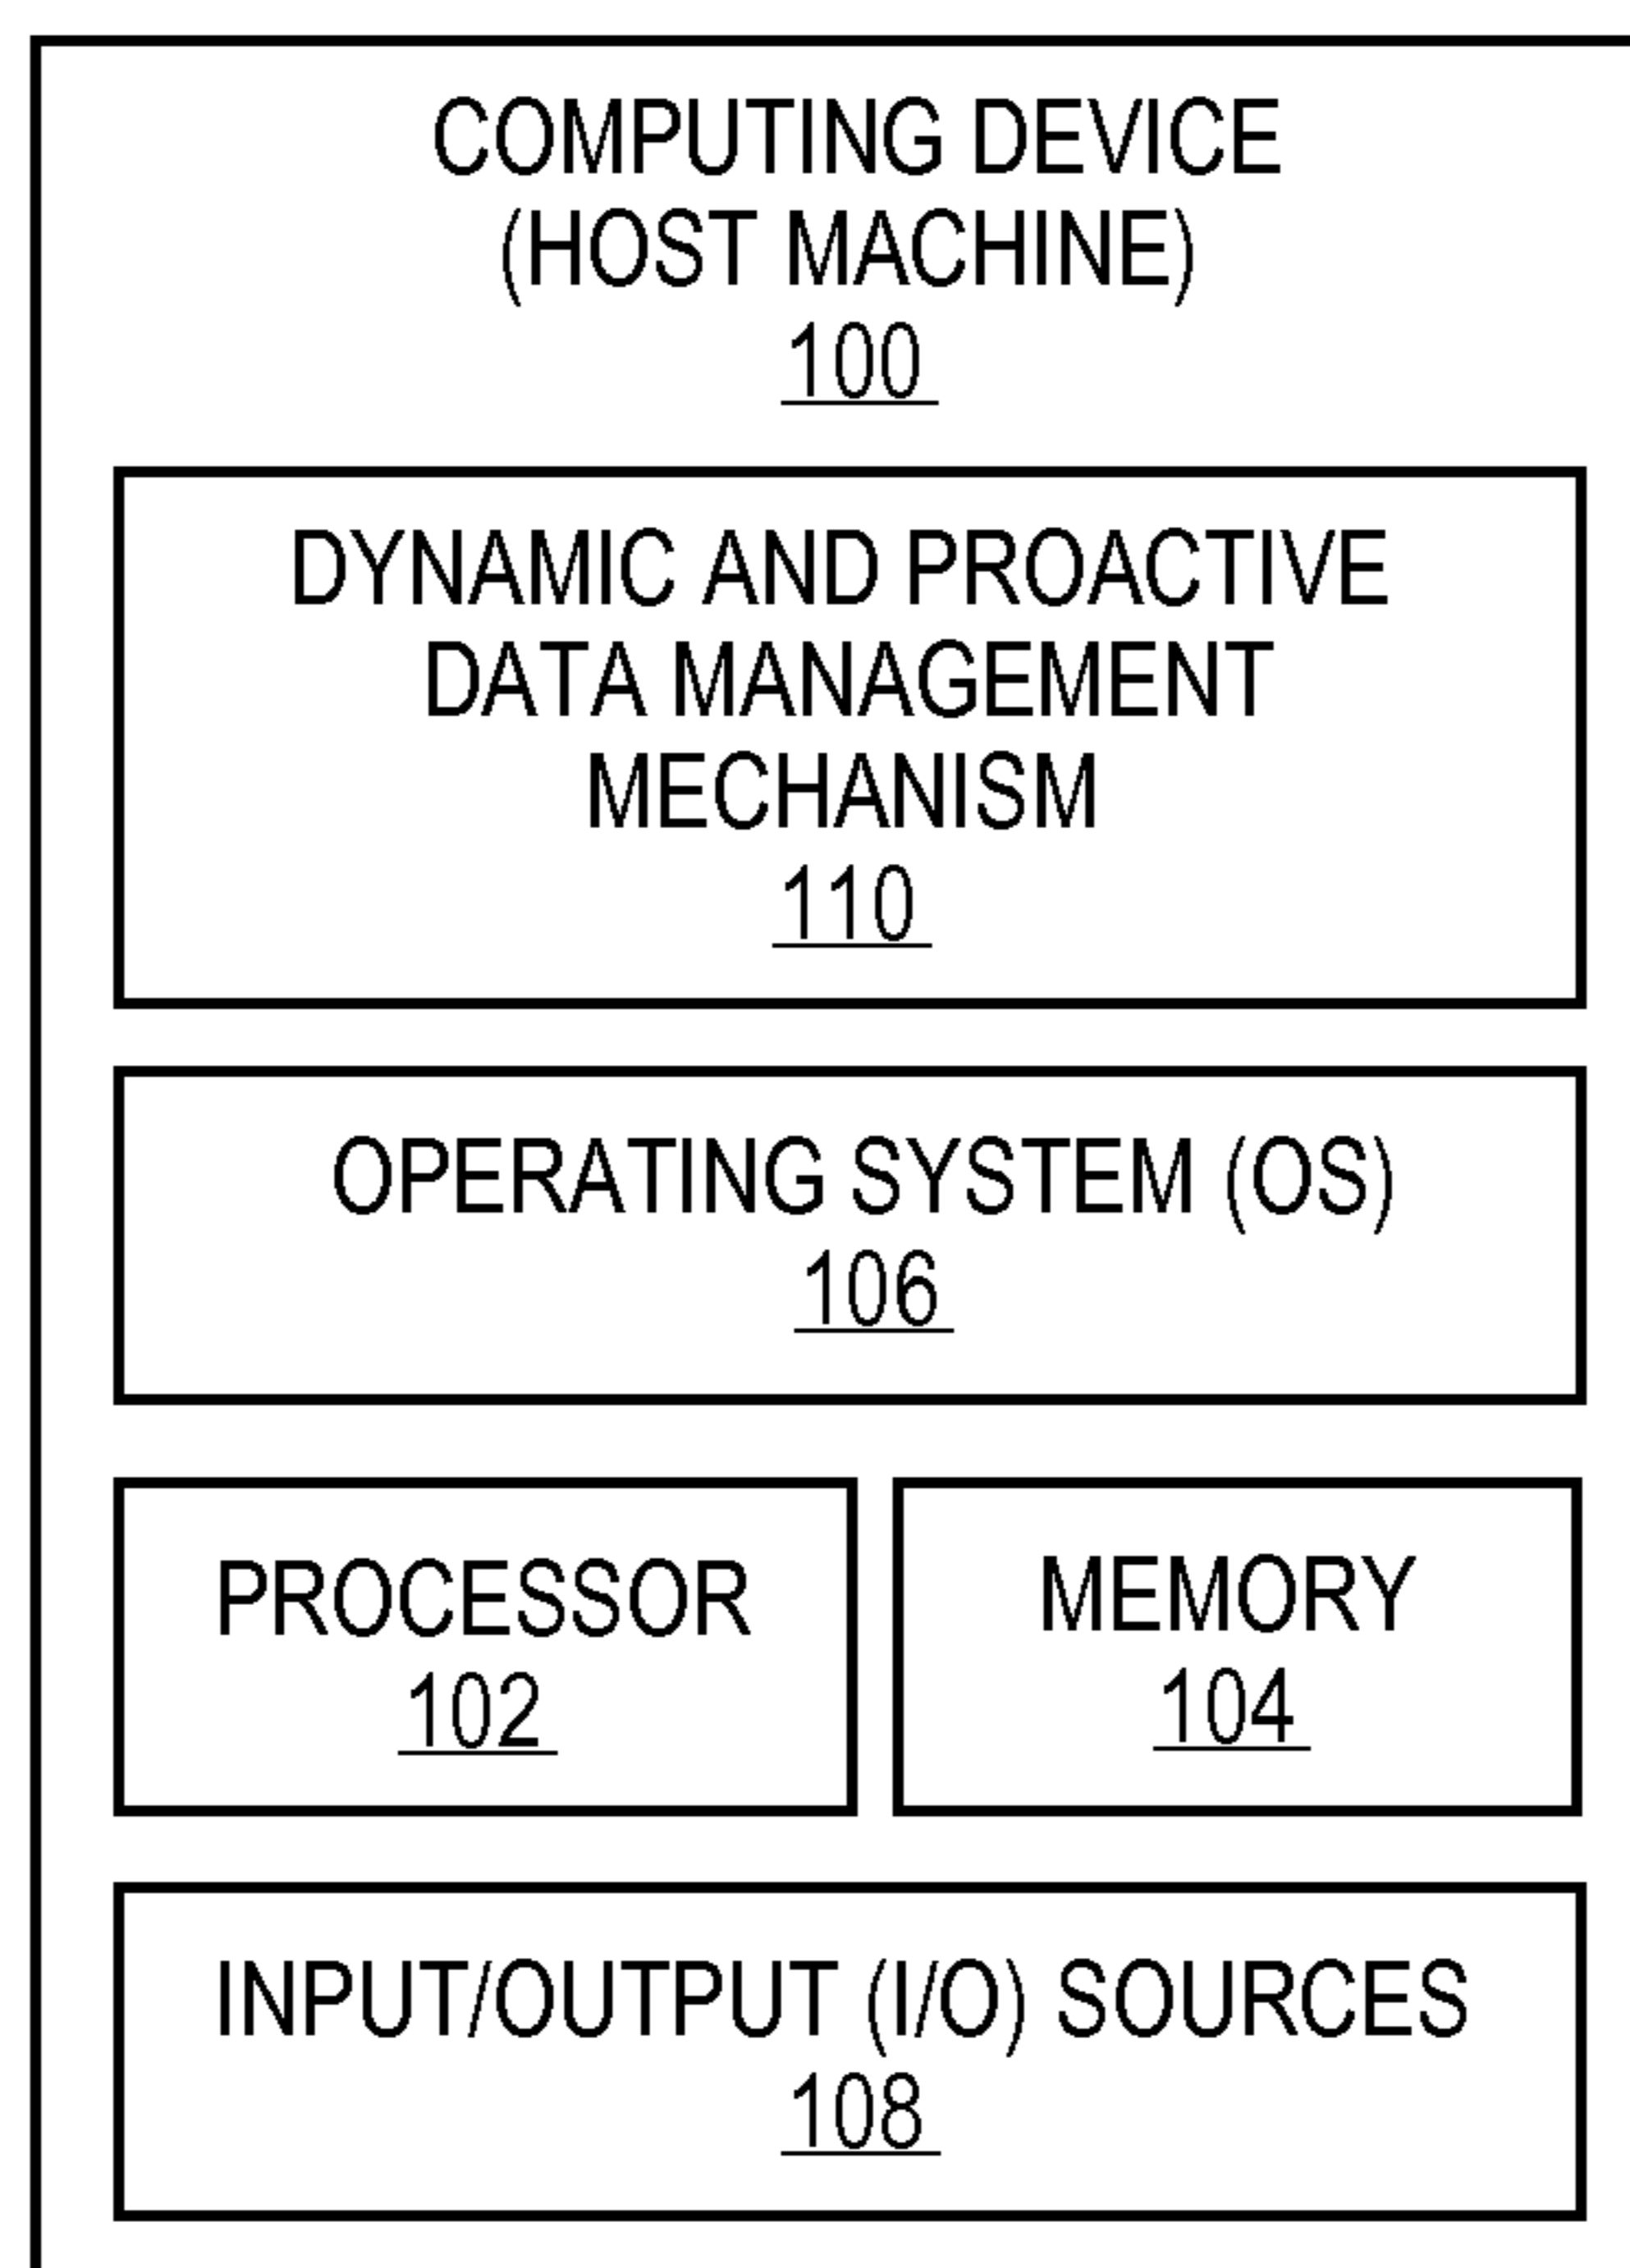 COMPUTING DEVICE
(HOST MACHINE)
100
DYNAMIC AND PROACTIVE
DATA MANAGEMENT
MECHANISM
110
OPERATING SYSTEM (OS)
106
PROCESSOR
102
MEMORY
104
INPUT/OUTPUT (I/O) SOURCES
108